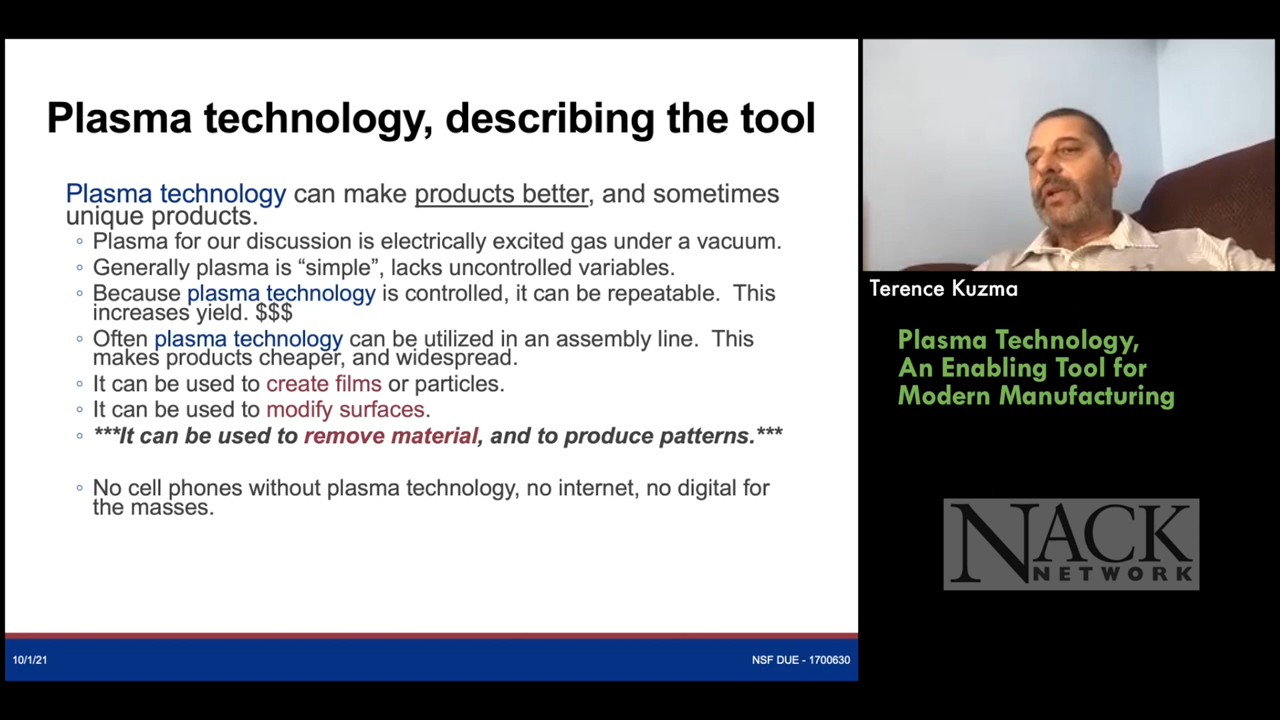 Plasma technology, describing the tool
Plasma technology can make products better, and sometimes
unique products.
◦ Plasma for our discussion is electrically excited gas under a vacuum.
◦ Generally plasma is “simple”, lacks uncontrolled variables.
◦ Because plasma technology is controlled, it can be repeatable.  This
increases yield. $$$
◦ Often plasma technology can be utilized in an assembly line.  This
makes products cheaper, and widespread.
◦ It can be used to create films or particles.
◦ It can be used to modify surfaces.
◦ ***It can be used to remove material, and to produce patterns.***
◦ No cell phones without plasma technology, no internet, no digital for
the masses.
10/1/21
NSF DUE - 1700630
Terence Kuzma
Plasma Technology,
An Enabling Tool for
Modern Manufacturing
NACK
NETWORK